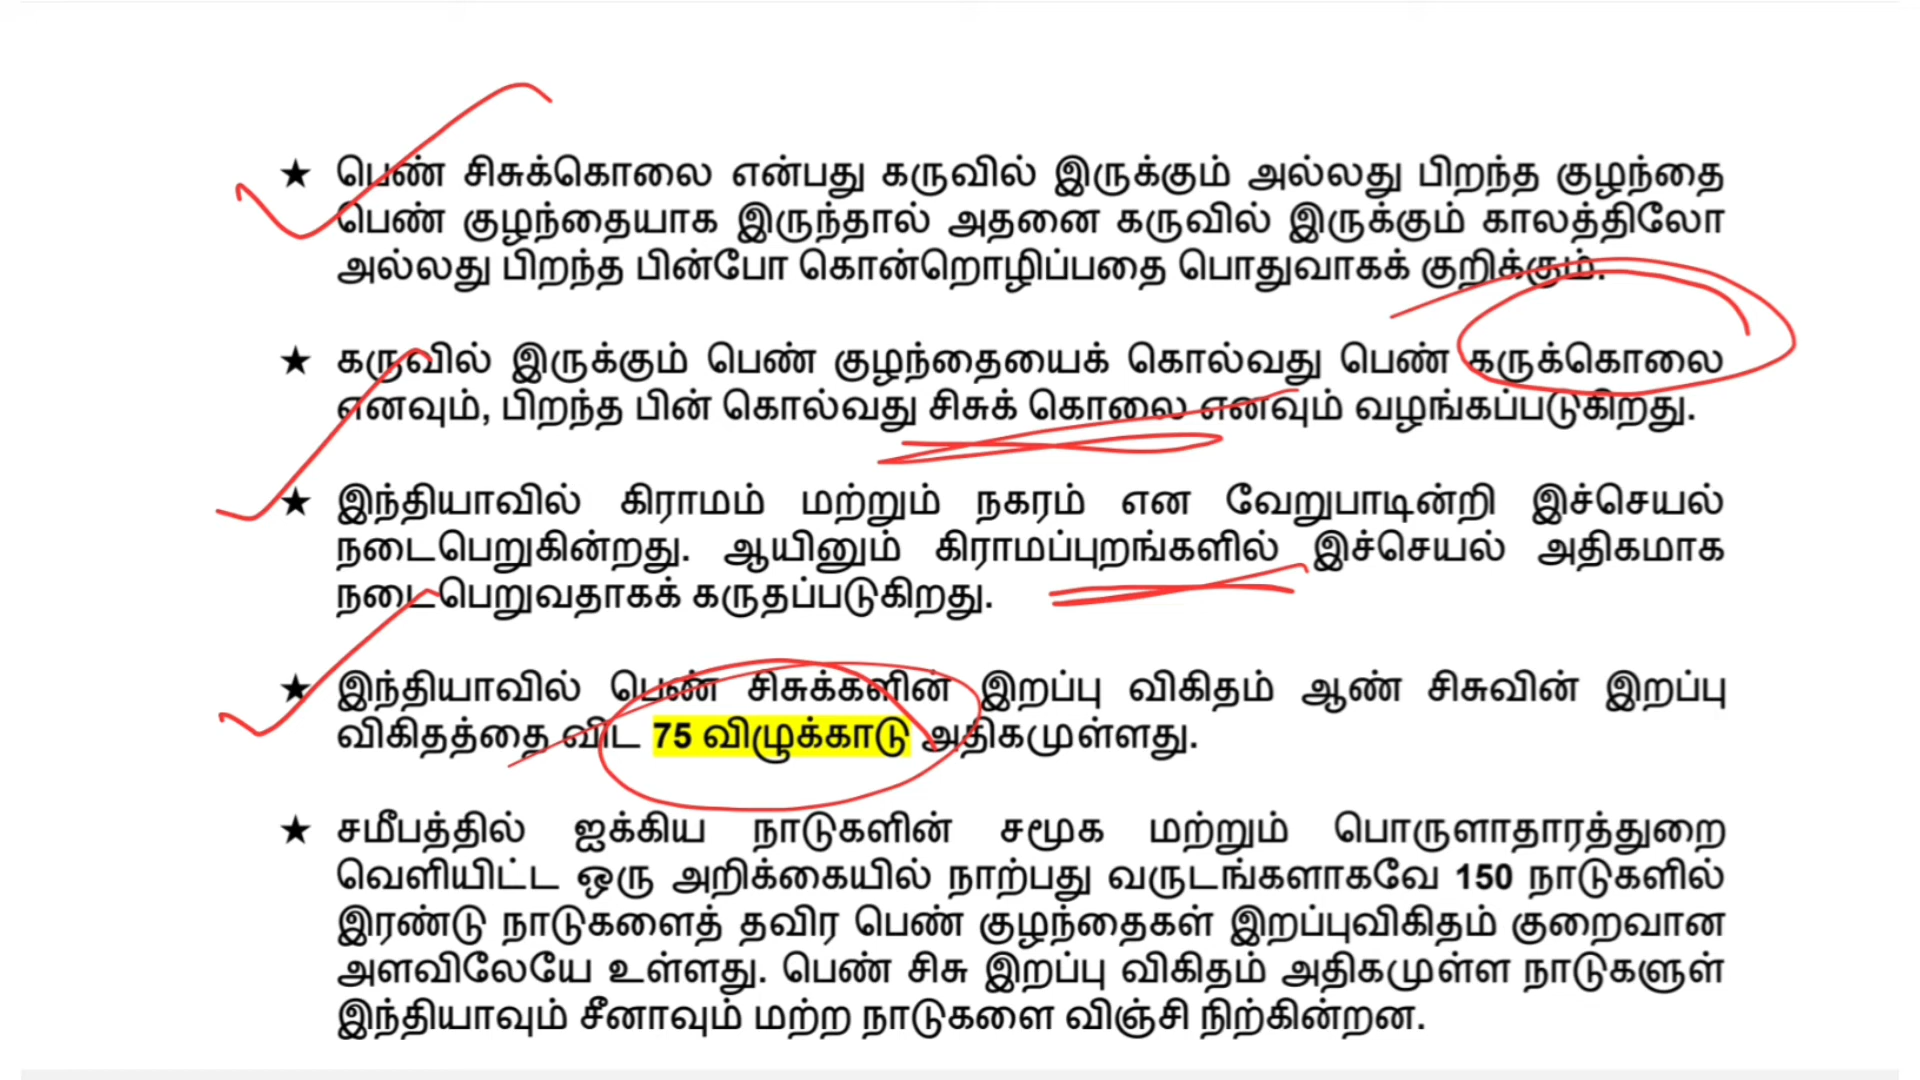 ★ பெண் சிசுக்கொலை என்பது கருவில் இருக்கும் அல்லது பிறந்த குழந்தை
பெண் குழந்தையாக இருந்தால் அதனை கருவில் இருக்கும் காலத்திலோ
அல்லது பிறந்த பின்போ கொன்றொழிப்பதை பொதுவாகக் குறிக்கும்.
★ கருவில் இருக்கும் பெண் குழந்தையைக் கொல்வது பெண் கருக்கொலை
எனவும், பிறந்த பின் கொல்வது சிசுக் கொலை எனவும் வழங்கப்படுகிறது.
★ இந்தியாவில் கிராமம் மற்றும் நகரம் என வேறுபாடின்றி இச்செயல்
நடைபெறுகின்றது. ஆயினும் கிராமப்புறங்களில் இச்செயல் அதிகமாக
நடைபெறுவதாகக் கருதப்படுகிறது.
★ இந்தியாவில் பெண் சிசுக்களின் இறப்பு விகிதம் ஆண் சிசுவின் இறப்பு
விகிதத்தை விட 75 விழுக்காடு அதிகமுள்ளது.
★ சமீபத்தில் ஐக்கிய நாடுகளின் சமூக மற்றும் பொருளாதாரத்துறை
வெளியிட்ட ஒரு அறிக்கையில் நாற்பது வருடங்களாகவே 150 நாடுகளில்
இரண்டு நாடுகளைத் தவிர பெண் குழந்தைகள் இறப்புவிகிதம் குறைவான
அளவிலேயே உள்ளது. பெண் சிசு இறப்பு விகிதம் அதிகமுள்ள நாடுகளுள்
இந்தியாவும் சீனாவும் மற்ற நாடுகளை விஞ்சி நிற்கின்றன.